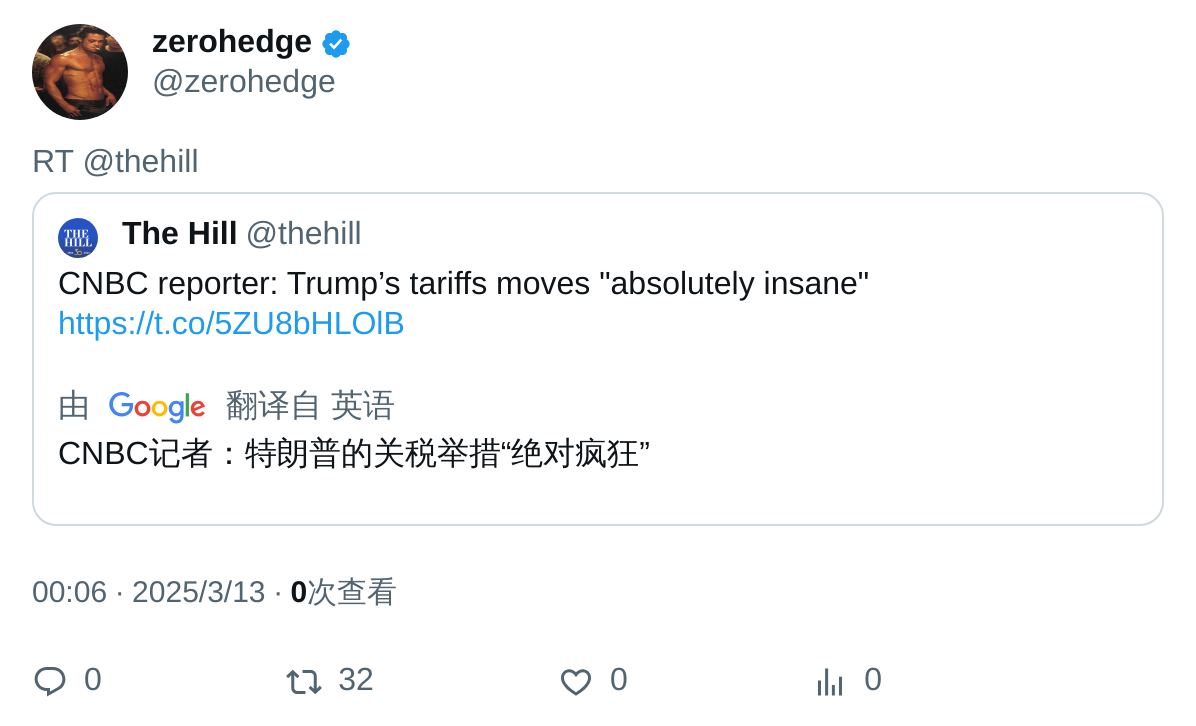 zerohedge
@zerohedge
RT @thehill
THE
HILL
The Hill @thehill
CNBC reporter: Trump’s tariffs moves "absolutely insane"
https://t.co/5ZU8bHLOlB
由 Google 翻译自 英语
CNBC记者：特朗普的关税举措“绝对疯狂”
00:06 · 2025/3/13 · 0次查看
0 32 0 0